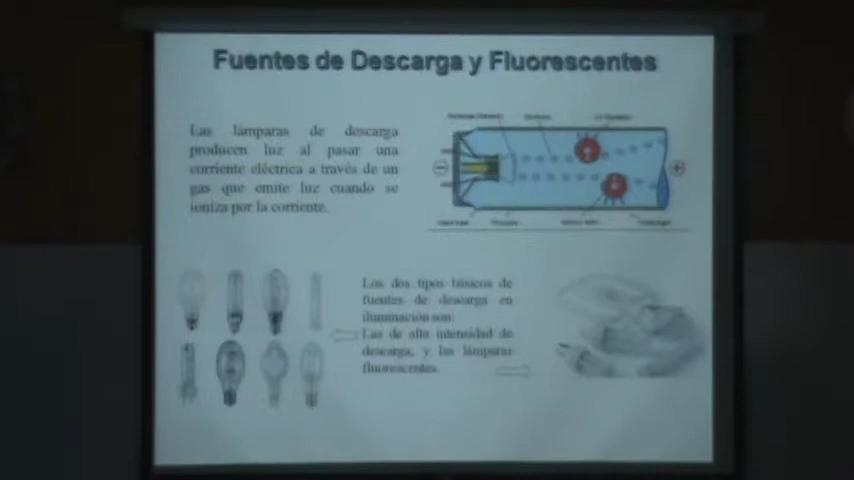 Fuentes de Descarga y Fluorescentes
Las lámparas de descarga
producen luz al pasar una
corriente eléctrica a través de un
gas que emite luz cuando se
ioniza por la corriente.
Los dos tipos básicos de
fuentes de descarga en
iluminación son:
Las de alta intensidad de
descarga, y las lámparas
fluorescentes.